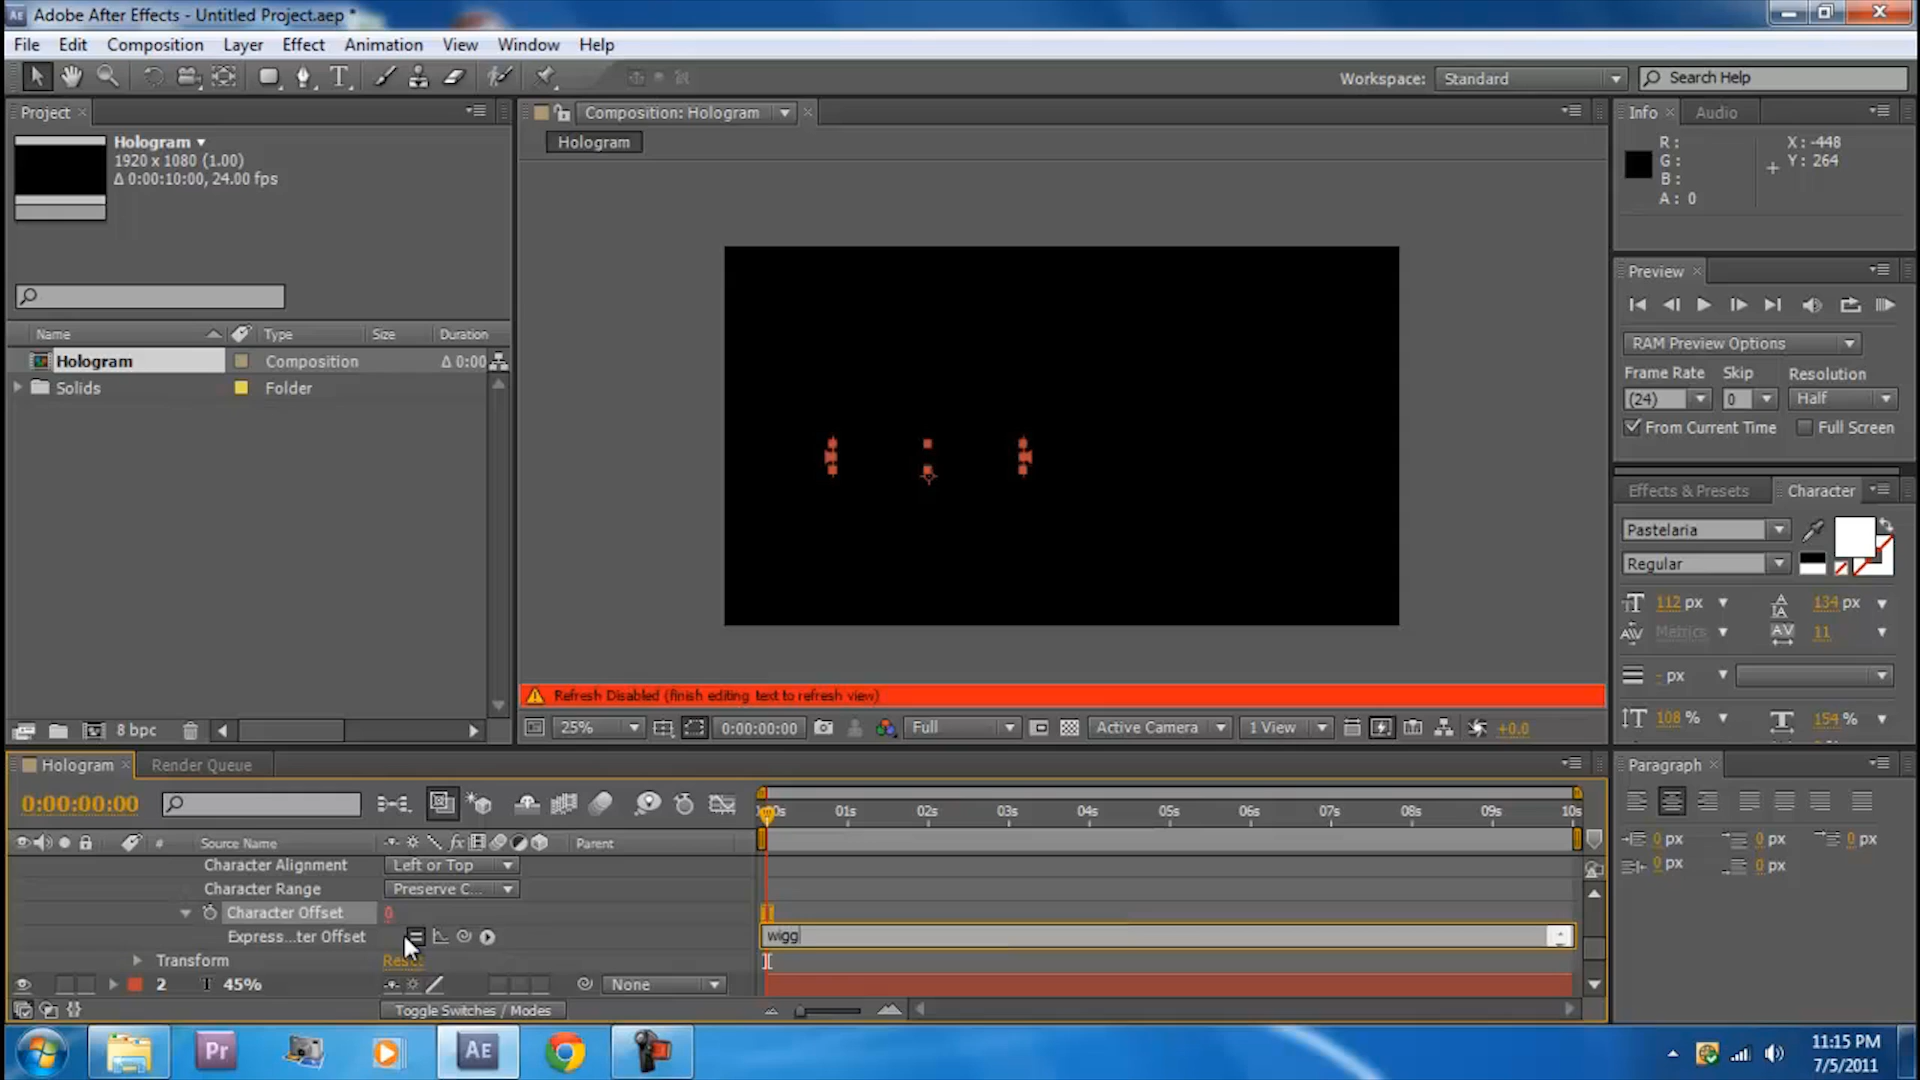 Adobe After Effects - Untitled Project.aep *
File Edit Composition Layer Effect Animation View Window Help
Workspace: Standard Search Help
Project
Hologram
1920 x 1080 (1.00)
Δ 0:00:10:00, 24.00 fps
Name Type Size Duration
Hologram Composition Δ 0:00
Solids Folder
8 bpc
Composition: Hologram
Hologram
Refresh Disabled (finish editing text to refresh view)
25% 0:00:00:00 Full Active Camera 1 View +0.0
Info Audio
R :
G :
B :
A : 0
X : -448
Y : 264
Preview
RAM Preview Options
Frame Rate Skip Resolution
(24) 0 Half
From Current Time Full Screen
Effects & Presets Character
Pastelaria
Regular
112 px 134 px
Metrics 11
- px
108 % 154 %
Paragraph
0 px 0 px 0 px
0 px 0 px
Hologram Render Queue
0:00:00:00
01s 02s 03s 04s 05s 06s 07s 08s 09s 10s
# Source Name fx Parent
Character Alignment Left or Top
Character Range Preserve C...
Character Offset 0
Express...ter Offset wigg
Transform Reset
2 T 45% None
Toggle Switches / Modes
Pr AE
11:15 PM
7/5/2011